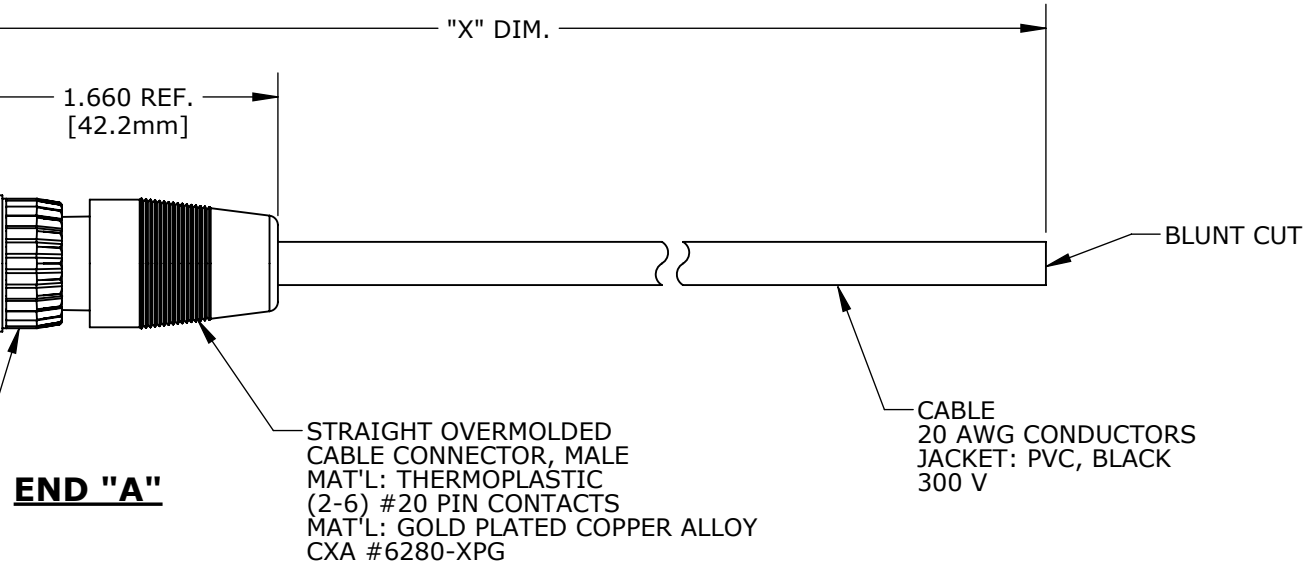 "X" DIM.
1.660 REF.
[42.2mm]
BLUNT CUT
STRAIGHT OVERMOLDED
CABLE CONNECTOR, MALE
MAT'L: THERMOPLASTIC
(2-6) #20 PIN CONTACTS
MAT'L: GOLD PLATED COPPER ALLOY
CXA #6280-XPG
CABLE
20 AWG CONDUCTORS
JACKET: PVC, BLACK
300 V
END "A"